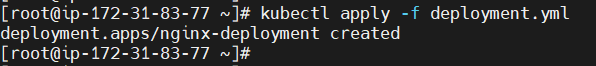 [root@ip-172-31-83-77 ~]# kubectl apply -f deployment.yml
deployment.apps/nginx-deployment created
[root@ip-172-31-83-77 ~]#